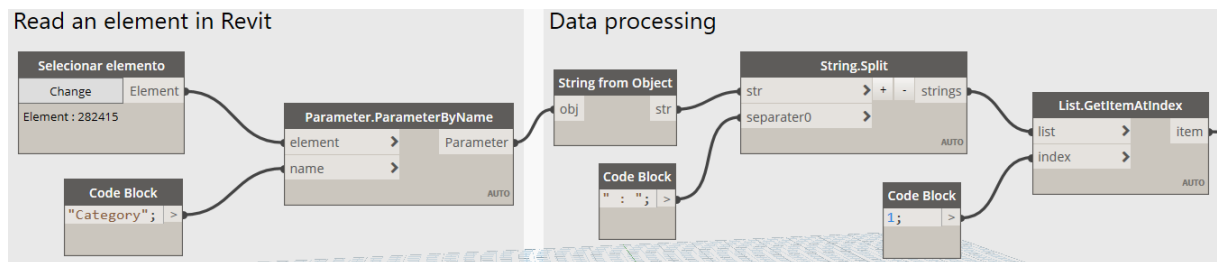 Read an element in Revit
Data processing
Selecionar elemento
Change Element
Element : 282415
Code Block
"Category"; >
Parameter.ParameterByName
element > Parameter
name >
AUTO
String from Object
obj str
Code Block
" : "; >
String.Split
str > + - strings
separater0 >
AUTO
Code Block
1; >
List.GetItemAtIndex
list > item
index >
AUTO